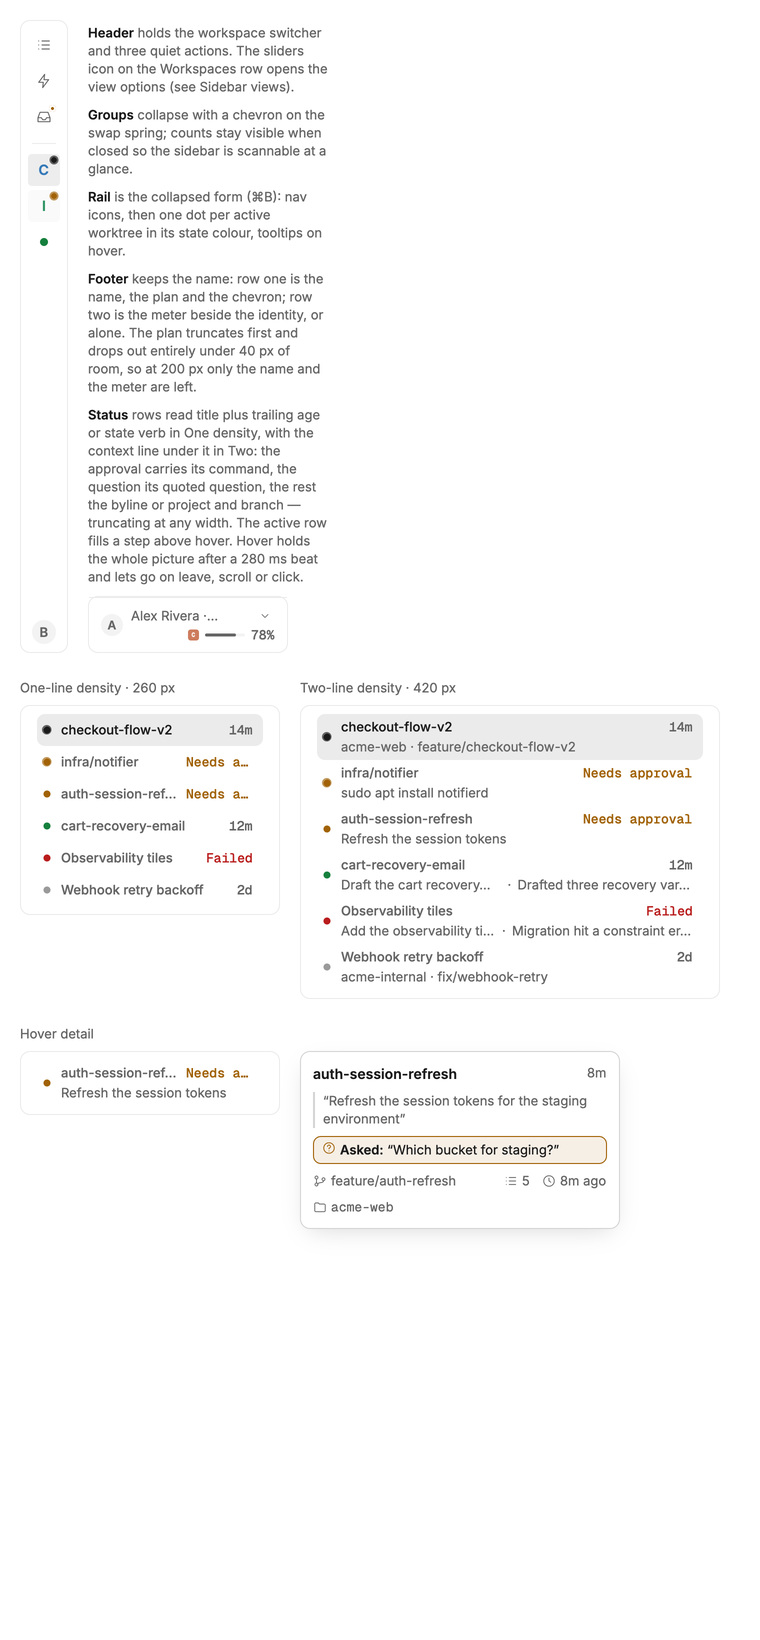 Header holds the workspace switcher
and three quiet actions. The sliders
icon on the Workspaces row opens the
view options (see Sidebar views).
Groups collapse with a chevron on the
swap spring; counts stay visible when
closed so the sidebar is scannable at a
glance.
C
I
Rail is the collapsed form (⌘B): nav
icons, then one dot per active
worktree in its state colour, tooltips on
hover.
Footer keeps the name: row one is the
name, the plan and the chevron; row
two is the meter beside the identity, or
alone. The plan truncates first and
drops out entirely under 40 px of
room, so at 200 px only the name and
the meter are left.
Status rows read title plus trailing age
or state verb in One density, with the
context line under it in Two: the
approval carries its command, the
question its quoted question, the rest
the byline or project and branch —
truncating at any width. The active row
fills a step above hover. Hover holds
the whole picture after a 280 ms beat
and lets go on leave, scroll or click.
B
A Alex Rivera ·...
c 78%
One-line density · 260 px
checkout-flow-v2 14m
infra/notifier Needs a…
auth-session-ref... Needs a…
cart-recovery-email 12m
Observability tiles Failed
Webhook retry backoff 2d
Two-line density · 420 px
checkout-flow-v2 14m
acme-web · feature/checkout-flow-v2
infra/notifier Needs approval
sudo apt install notifierd
auth-session-refresh Needs approval
Refresh the session tokens
cart-recovery-email 12m
Draft the cart recovery... · Drafted three recovery var...
Observability tiles Failed
Add the observability ti... · Migration hit a constraint er...
Webhook retry backoff 2d
acme-internal · fix/webhook-retry
Hover detail
auth-session-ref... Needs a…
Refresh the session tokens
auth-session-refresh 8m
“Refresh the session tokens for the staging
environment”
Asked: “Which bucket for staging?”
feature/auth-refresh 5 8m ago
acme-web